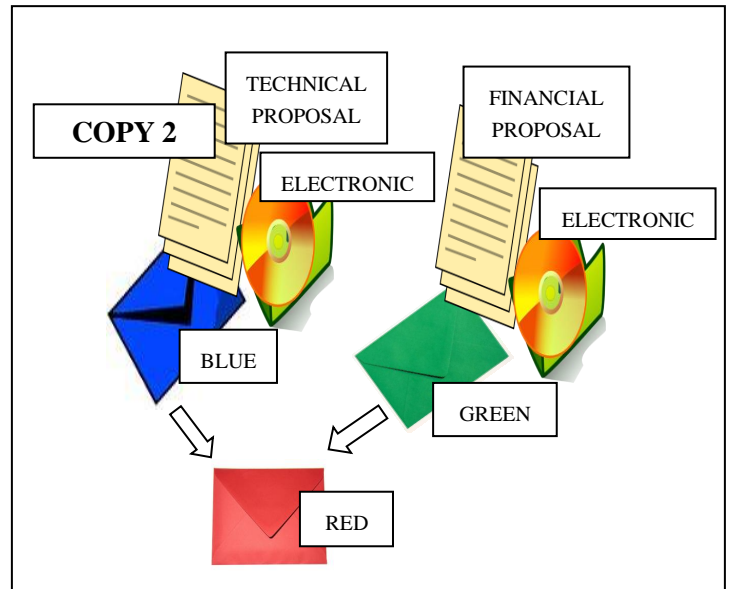 TECHNICAL
PROPOSAL
COPY 2
ELECTRONIC
FINANCIAL
PROPOSAL
ELECTRONIC
BLUE
GREEN
RED